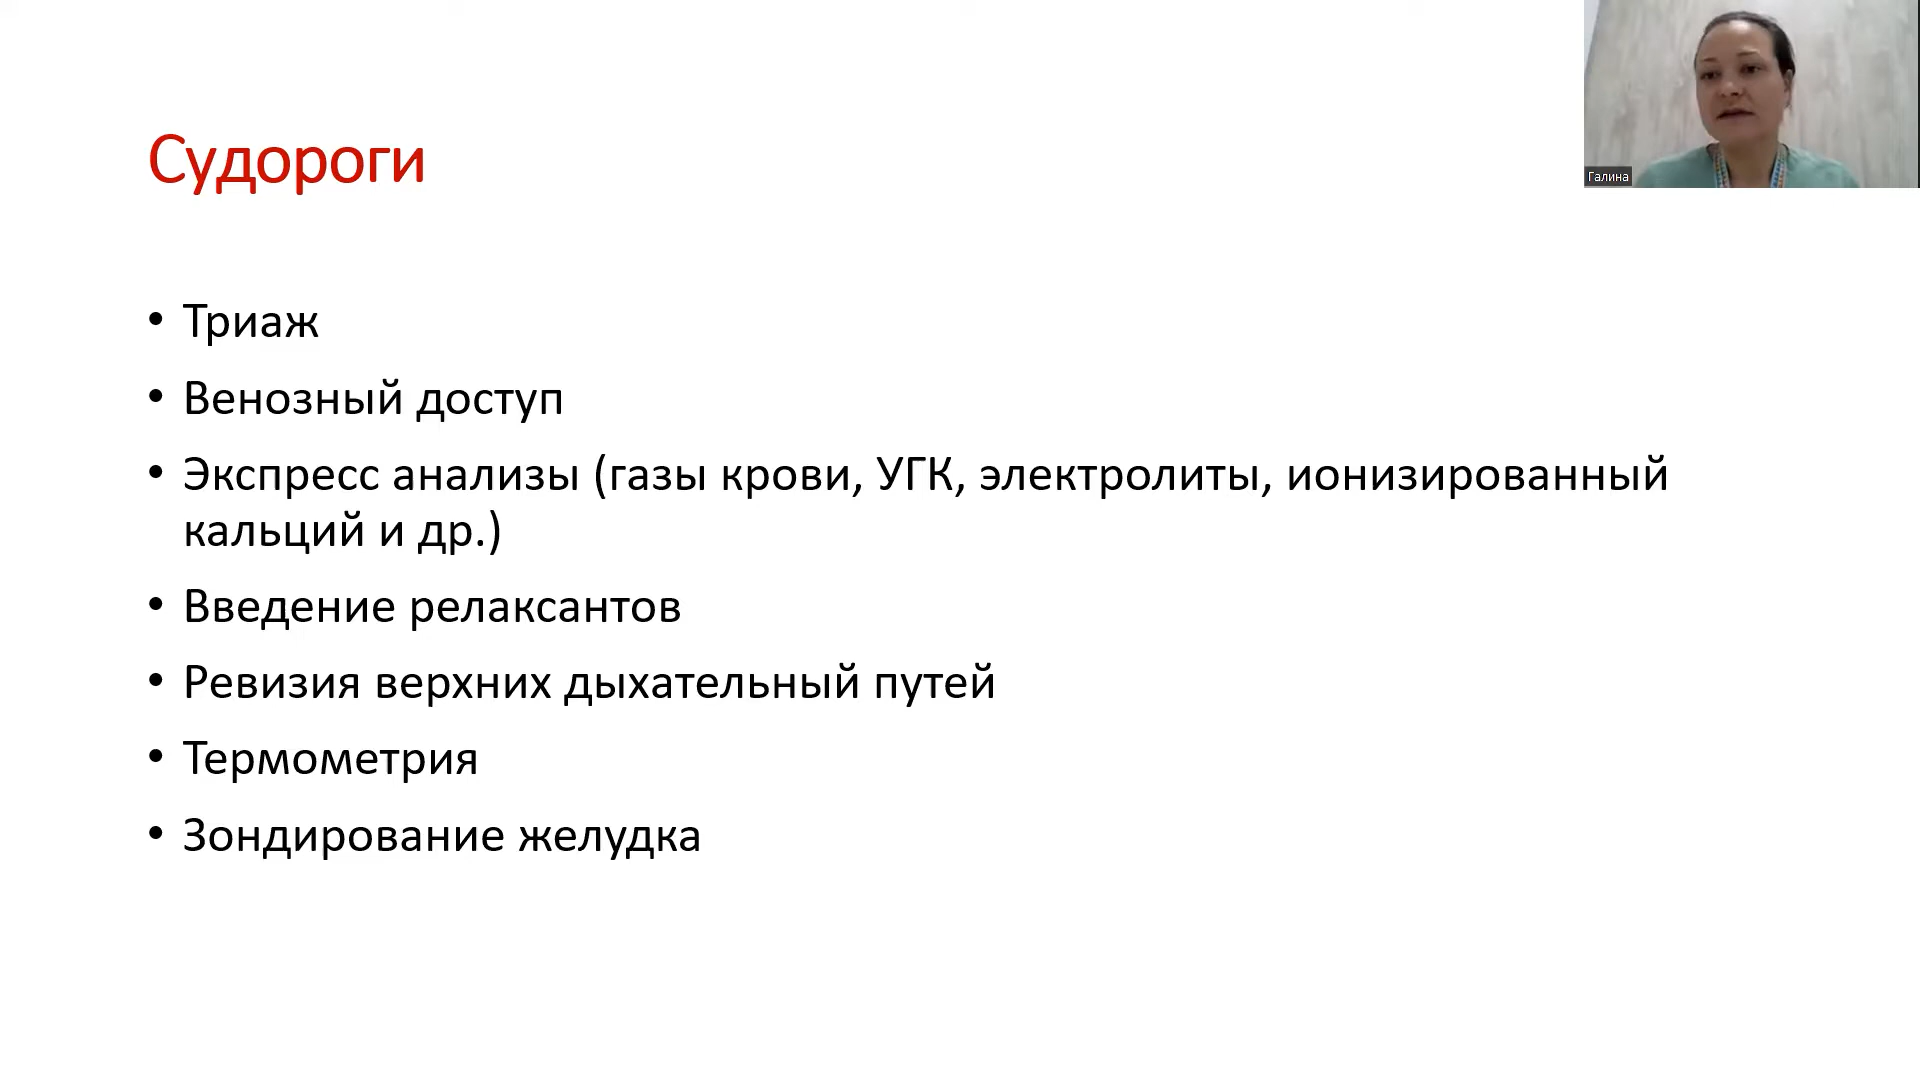 Судороги
• Триаж
• Венозный доступ
• Экспресс анализы (газы крови, УГК, электролиты, ионизированный
кальций и др.)
• Введение релаксантов
• Ревизия верхних дыхательный путей
• Термометрия
• Зондирование желудка
Галина